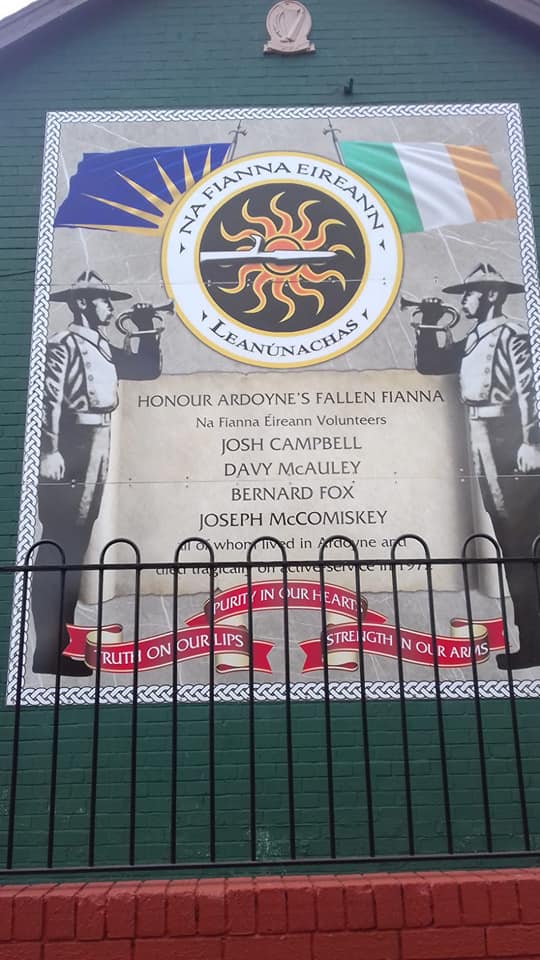 NA FIANNA EIREANN
LEANÚNACHAS
HONOUR ARDOYNE'S FALLEN FIANNA
Na Fianna Éireann Volunteers
JOSH CAMPBELL
DAVY McAULEY
BERNARD FOX
JOSEPH McCOMISKEY
all of whom lived in Ardoyne and
died tragically on active service in 1972
PURITY IN OUR HEARTS
TRUTH ON OUR LIPS
STRENGTH IN OUR ARMS